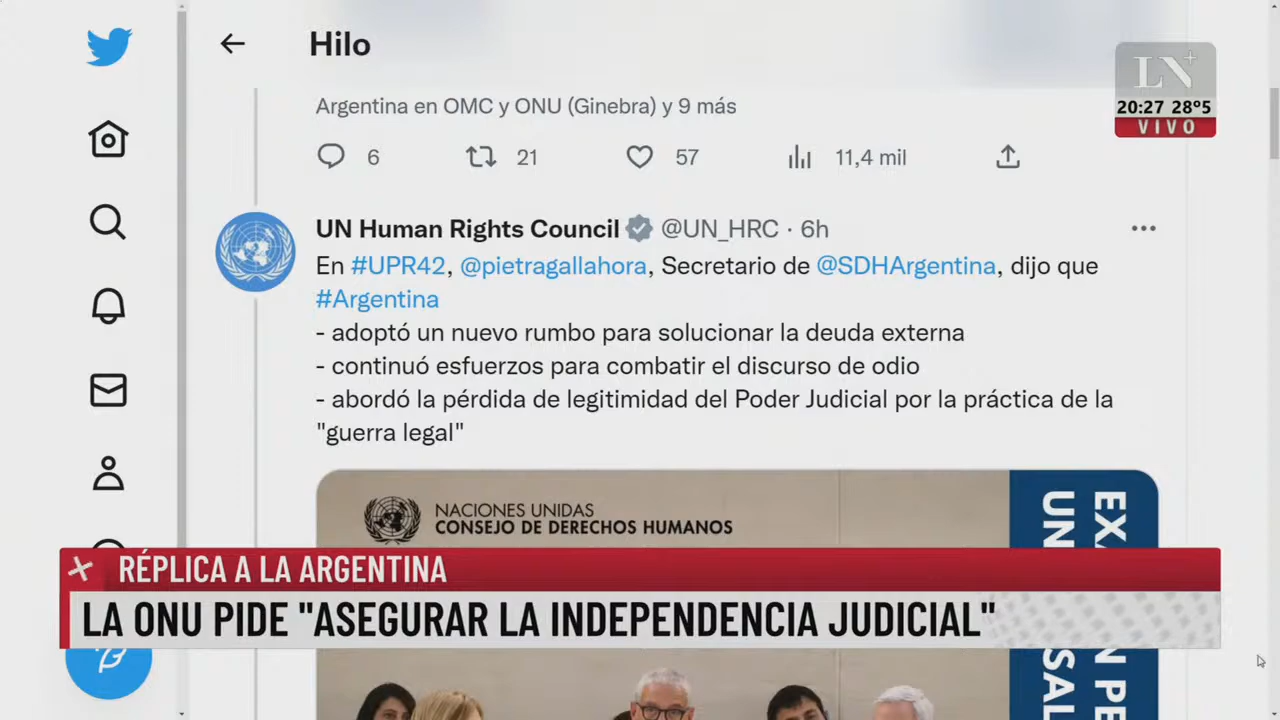 Hilo
LN+
20:27 28º5
VIVO
Argentina en OMC y ONU (Ginebra) y 9 más
6 21 57 11,4 mil
UN Human Rights Council @UN_HRC · 6h
En #UPR42, @pietragallahora, Secretario de @SDHArgentina, dijo que
#Argentina
- adoptó un nuevo rumbo para solucionar la deuda externa
- continuó esfuerzos para combatir el discurso de odio
- abordó la pérdida de legitimidad del Poder Judicial por la práctica de la
"guerra legal"
NACIONES UNIDAS
CONSEJO DE DERECHOS HUMANOS
RÉPLICA A LA ARGENTINA
LA ONU PIDE "ASEGURAR LA INDEPENDENCIA JUDICIAL"